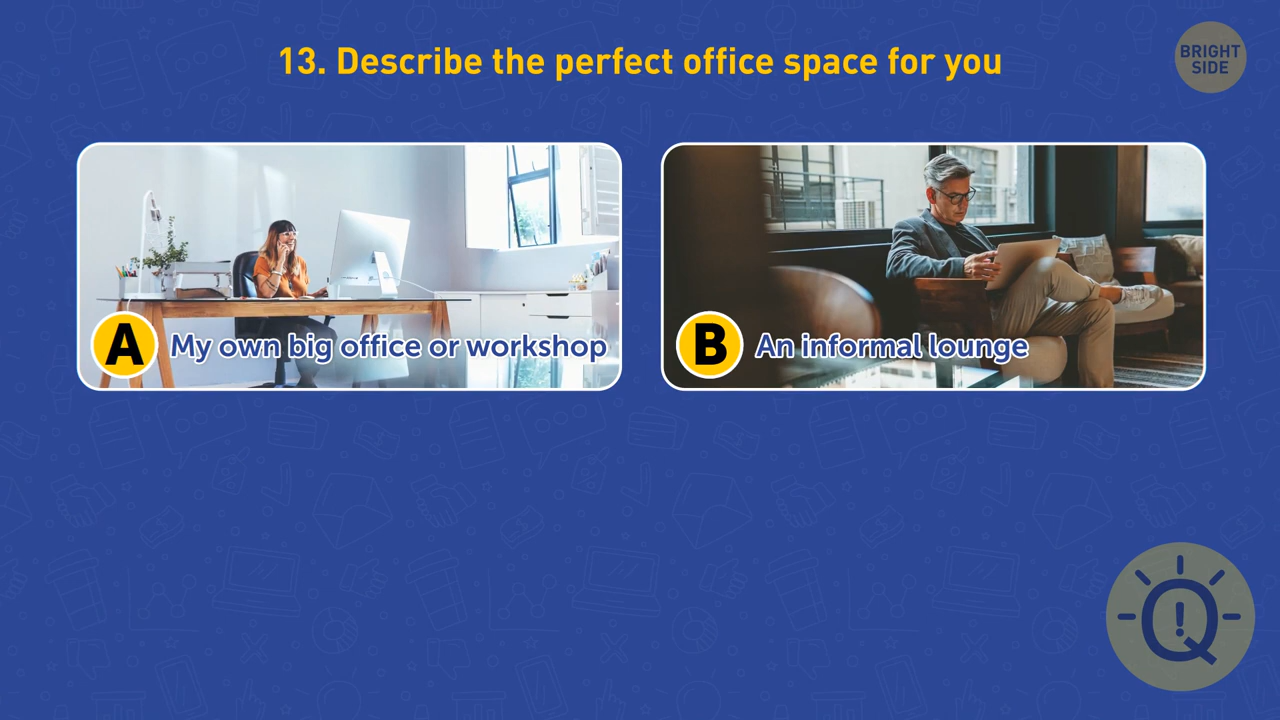 13. Describe the perfect office space for you
BRIGHT
SIDE
A My own big office or workshop
B An informal lounge
Q!